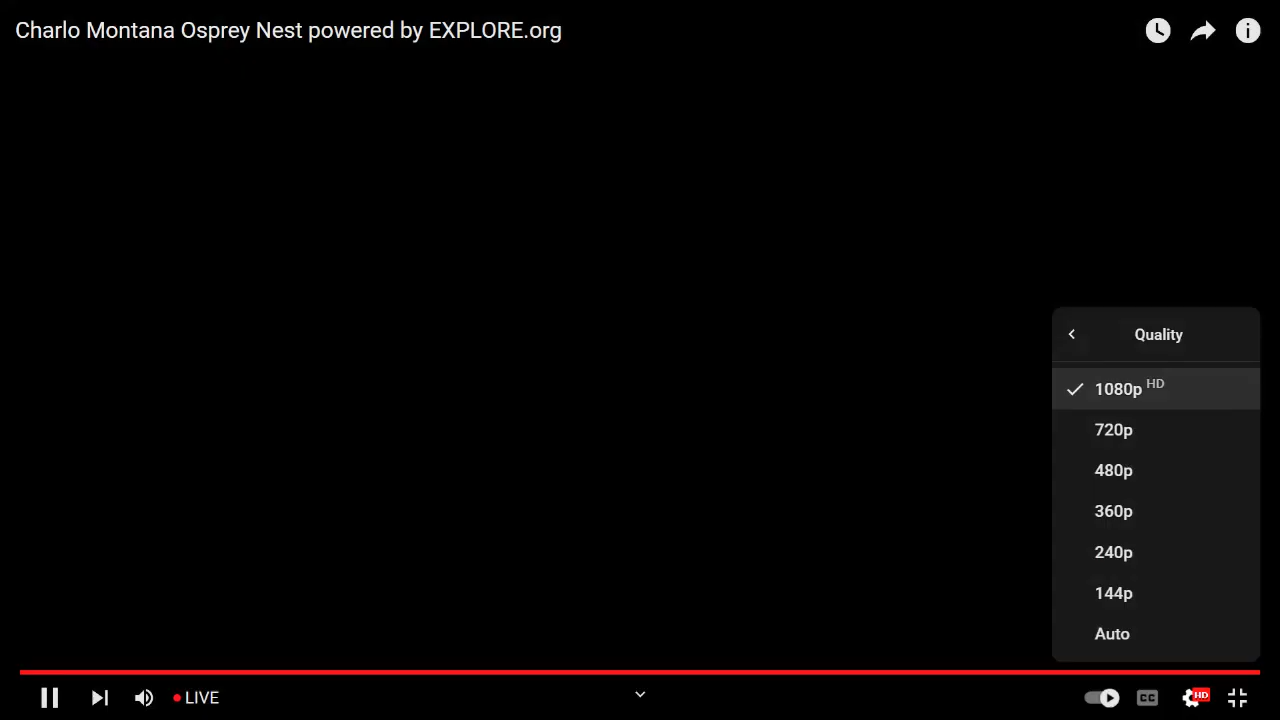 Charlo Montana Osprey Nest powered by EXPLORE.org
Quality
1080p HD
720p
480p
360p
240p
144p
Auto
LIVE
CC
HD